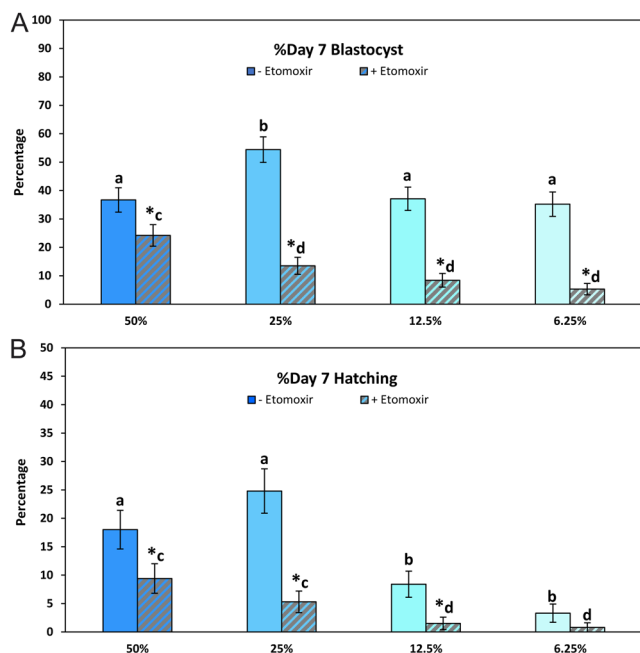 A
%Day 7 Blastocyst
- Etomoxir + Etomoxir
Percentage
100
90
80
70
60
50
40
30
20
10
0
a *c b *d a *d a *d
50% 25% 12.5% 6.25%
B
%Day 7 Hatching
- Etomoxir + Etomoxir
Percentage
50
45
40
35
30
25
20
15
10
5
0
a *c a *c b *d b d
50% 25% 12.5% 6.25%